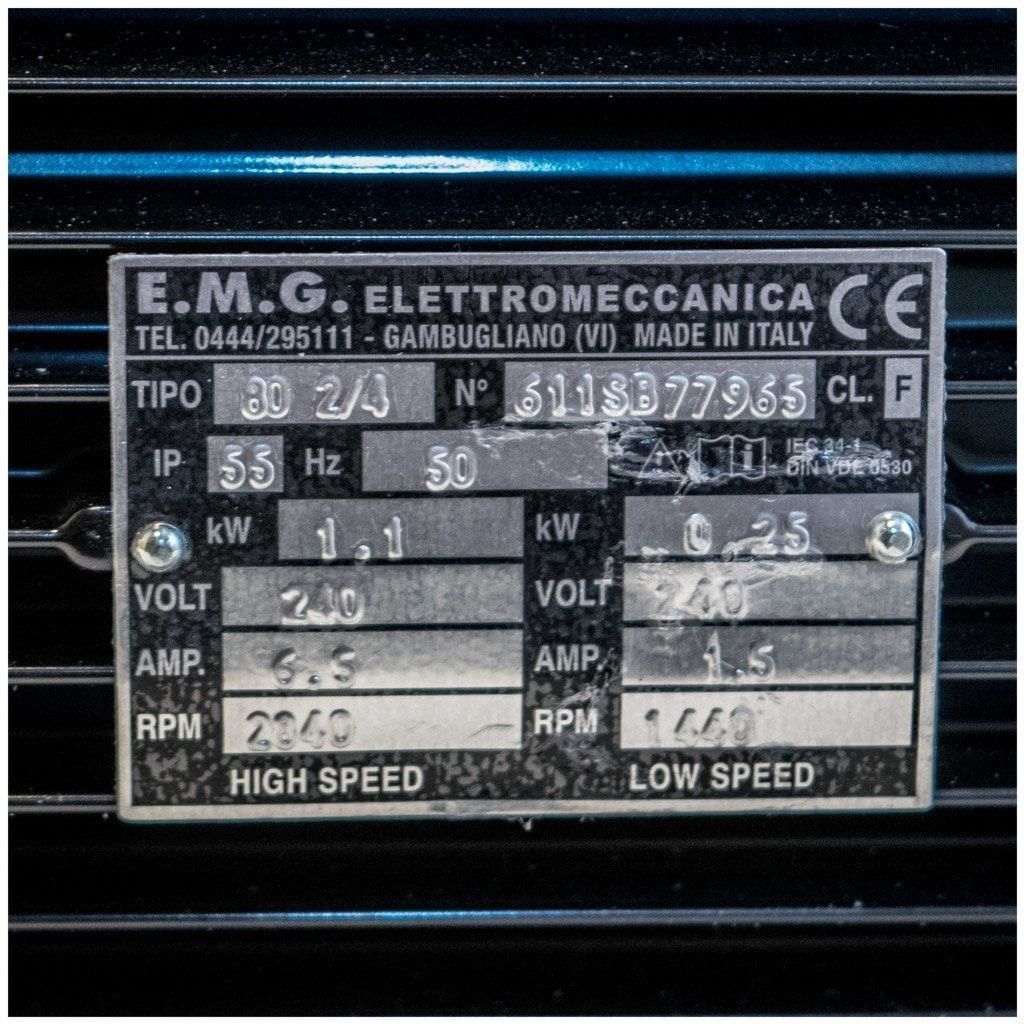 E.M.G. ELETTROMECCANICA CE
TEL. 0444/295111 - GAMBUGLIANO (VI) MADE IN ITALY
TIPO 80 2/4 N° 611SB77965 CL. F
IP 55 Hz 50 IEC 34-1
DIN VDE 0530
kW 1.1 kW 0 25
VOLT 240 VOLT 240
AMP. 6.5 AMP. 1.5
RPM 2840 RPM 1440
HIGH SPEED LOW SPEED